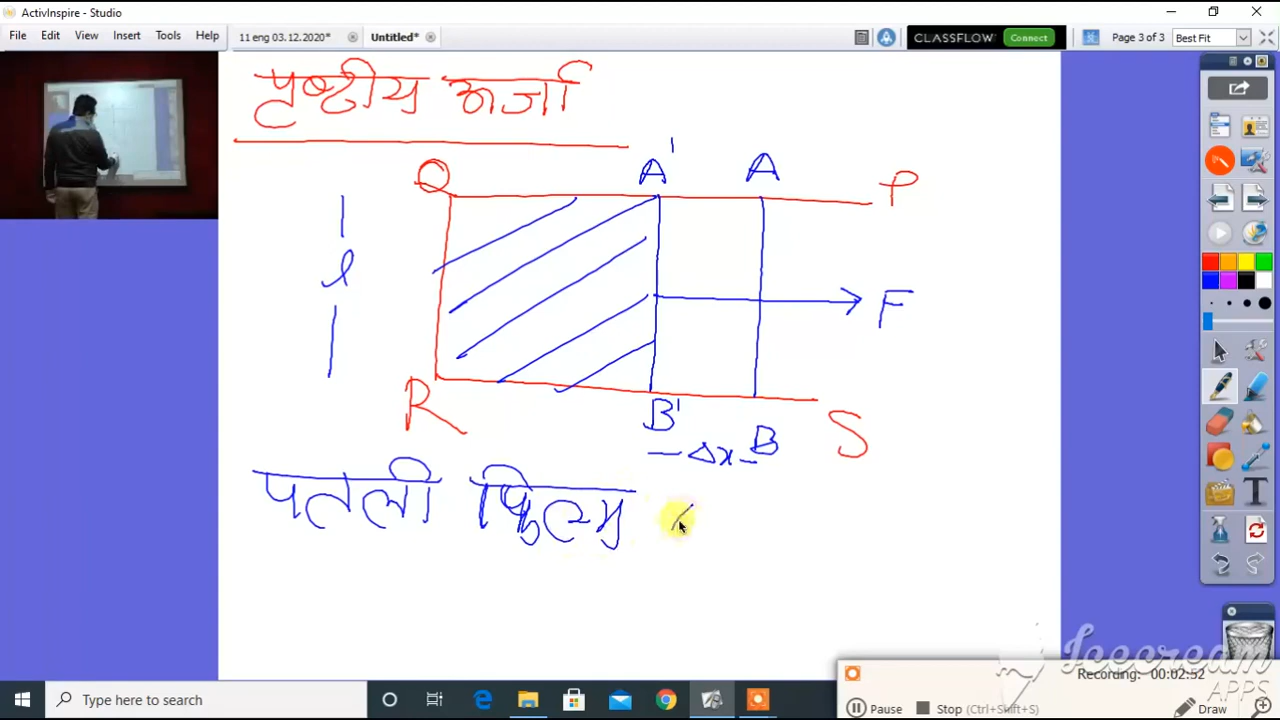 ActivInspire - Studio
File Edit View Insert Tools Help
11 eng 03.12.2020* Untitled* CLASSFLOW Connect Page 3 of 3 Best Fit
पृष्ठीय ऊर्जा
Q A' A P
l
F
R B' B S
Δx
पतली फिल्म
Icecream
APPS
Recording: 00:02:52
Pause Stop (Ctrl+Shift+S) Draw
Type here to search